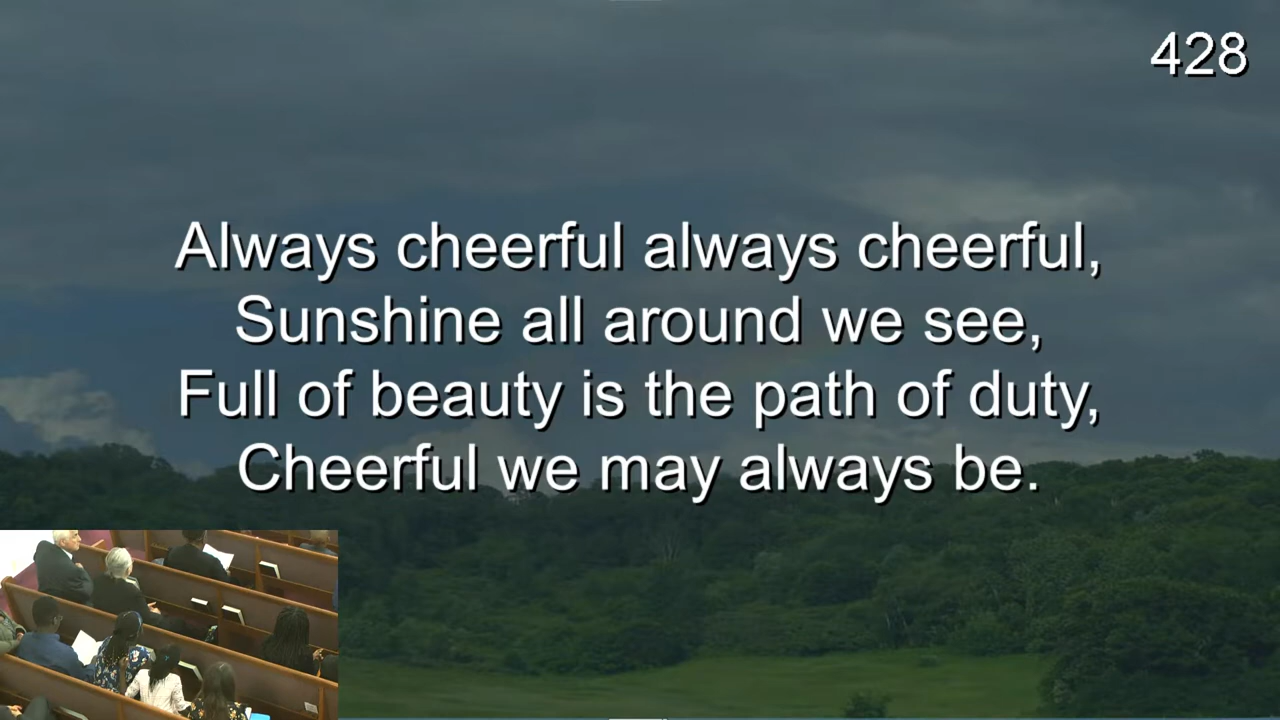 428
Always cheerful always cheerful,
Sunshine all around we see,
Full of beauty is the path of duty,
Cheerful we may always be.